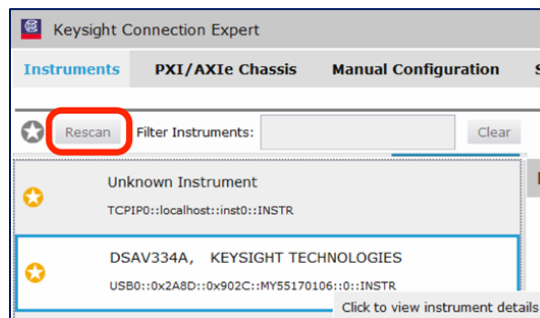 Keysight Connection Expert
Instruments PXI/AXIe Chassis Manual Configuration
Rescan Filter Instruments: Clear
Unknown Instrument
TCPIP0::localhost::inst0::INSTR
DSAV334A, KEYSIGHT TECHNOLOGIES
USB0::0x2A8D::0x902C::MY55170106::0::INSTR
Click to view instrument details